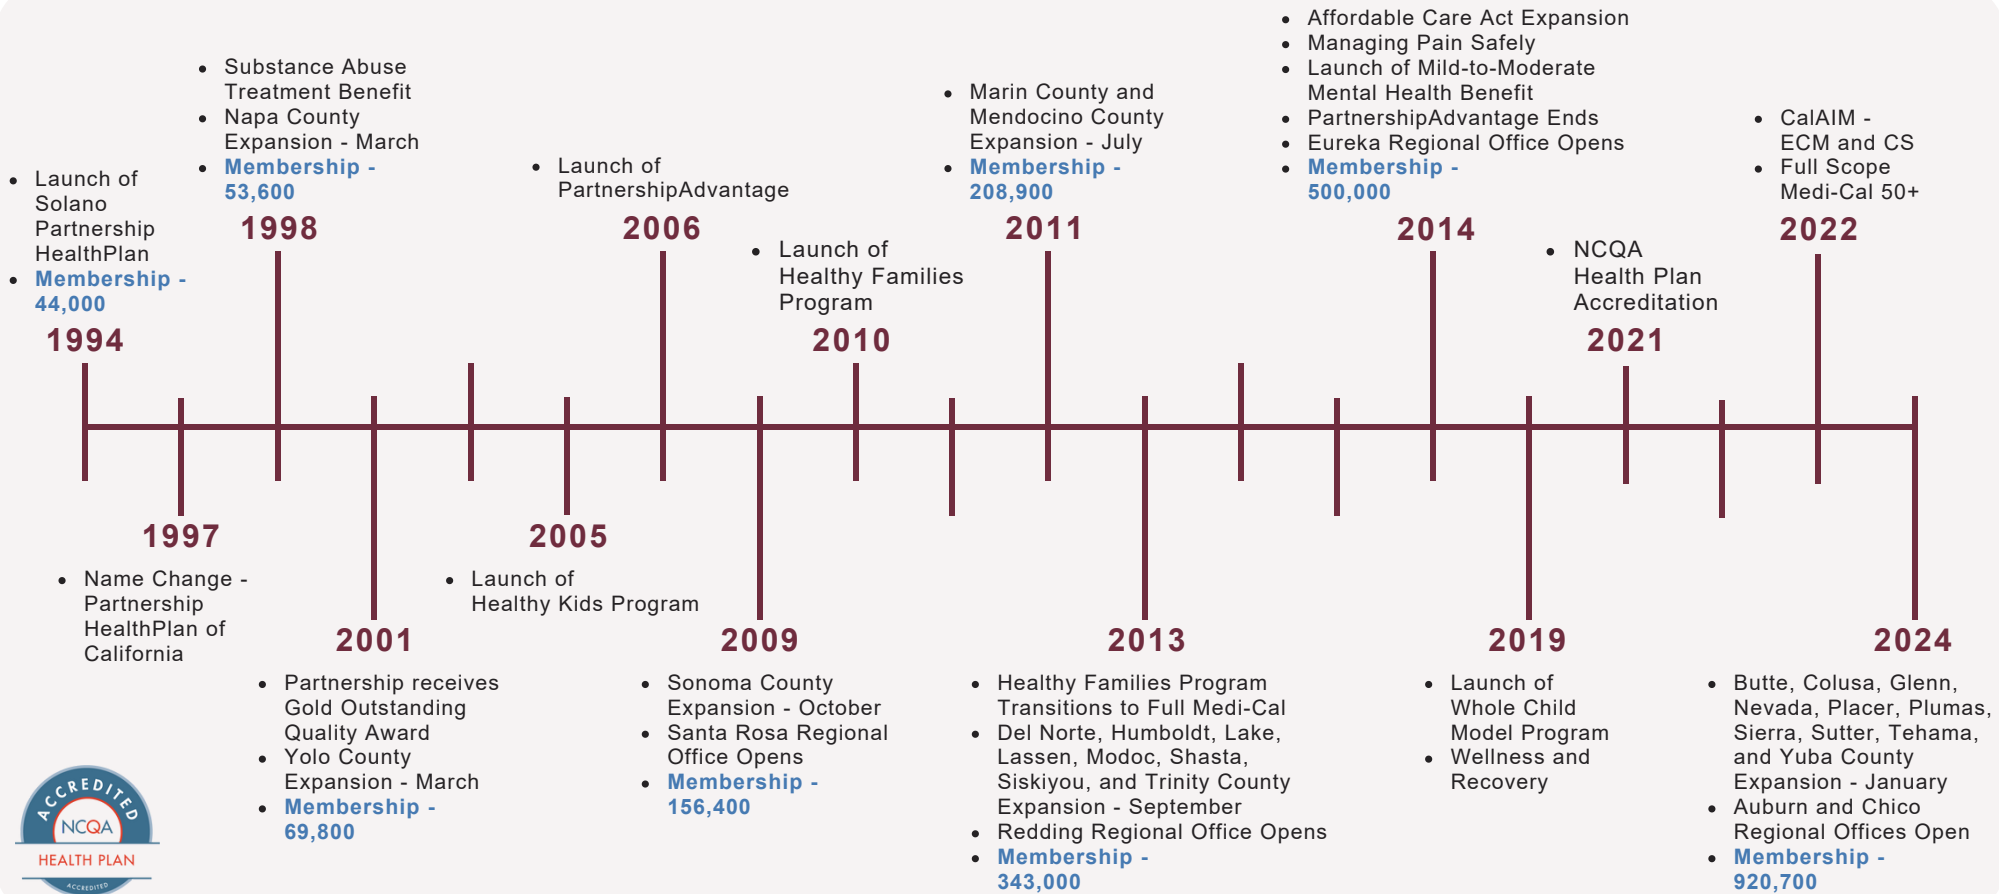 Launch of
Solano
Partnership
HealthPlan
Membership -
44,000
1994
1997
Name Change -
Partnership
HealthPlan of
California
Substance Abuse
Treatment Benefit
Napa County
Expansion - March
Membership -
53,600
1998
2001
Partnership receives
Gold Outstanding
Quality Award
Yolo County
Expansion - March
Membership -
69,800
2005
Launch of
Healthy Kids Program
Launch of
PartnershipAdvantage
2006
2009
Sonoma County
Expansion - October
Santa Rosa Regional
Office Opens
Membership -
156,400
Launch of
Healthy Families
Program
2010
Marin County and
Mendocino County
Expansion - July
Membership -
208,900
2011
2013
Healthy Families Program
Transitions to Full Medi-Cal
Del Norte, Humboldt, Lake,
Lassen, Modoc, Shasta,
Siskiyou, and Trinity County
Expansion - September
Redding Regional Office Opens
Membership -
343,000
Affordable Care Act Expansion
Managing Pain Safely
Launch of Mild-to-Moderate
Mental Health Benefit
PartnershipAdvantage Ends
Eureka Regional Office Opens
Membership -
500,000
2014
2019
Launch of
Whole Child
Model Program
Wellness and
Recovery
NCQA
Health Plan
Accreditation
2021
CalAIM -
ECM and CS
Full Scope
Medi-Cal 50+
2022
2024
Butte, Colusa, Glenn,
Nevada, Placer, Plumas,
Sierra, Sutter, Tehama,
and Yuba County
Expansion - January
Auburn and Chico
Regional Offices Open
Membership -
920,700
ACCREDITED
NCQA
HEALTH PLAN
ACCREDITED